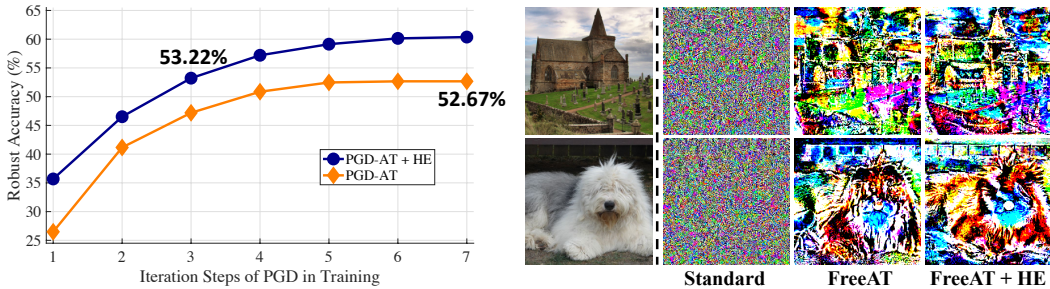 Robust Accuracy (%)
65
60
55
50
45
40
35
30
25
53.22%
52.67%
PGD-AT + HE
PGD-AT
1 2 3 4 5 6 7
Iteration Steps of PGD in Training
Standard FreeAT FreeAT + HE